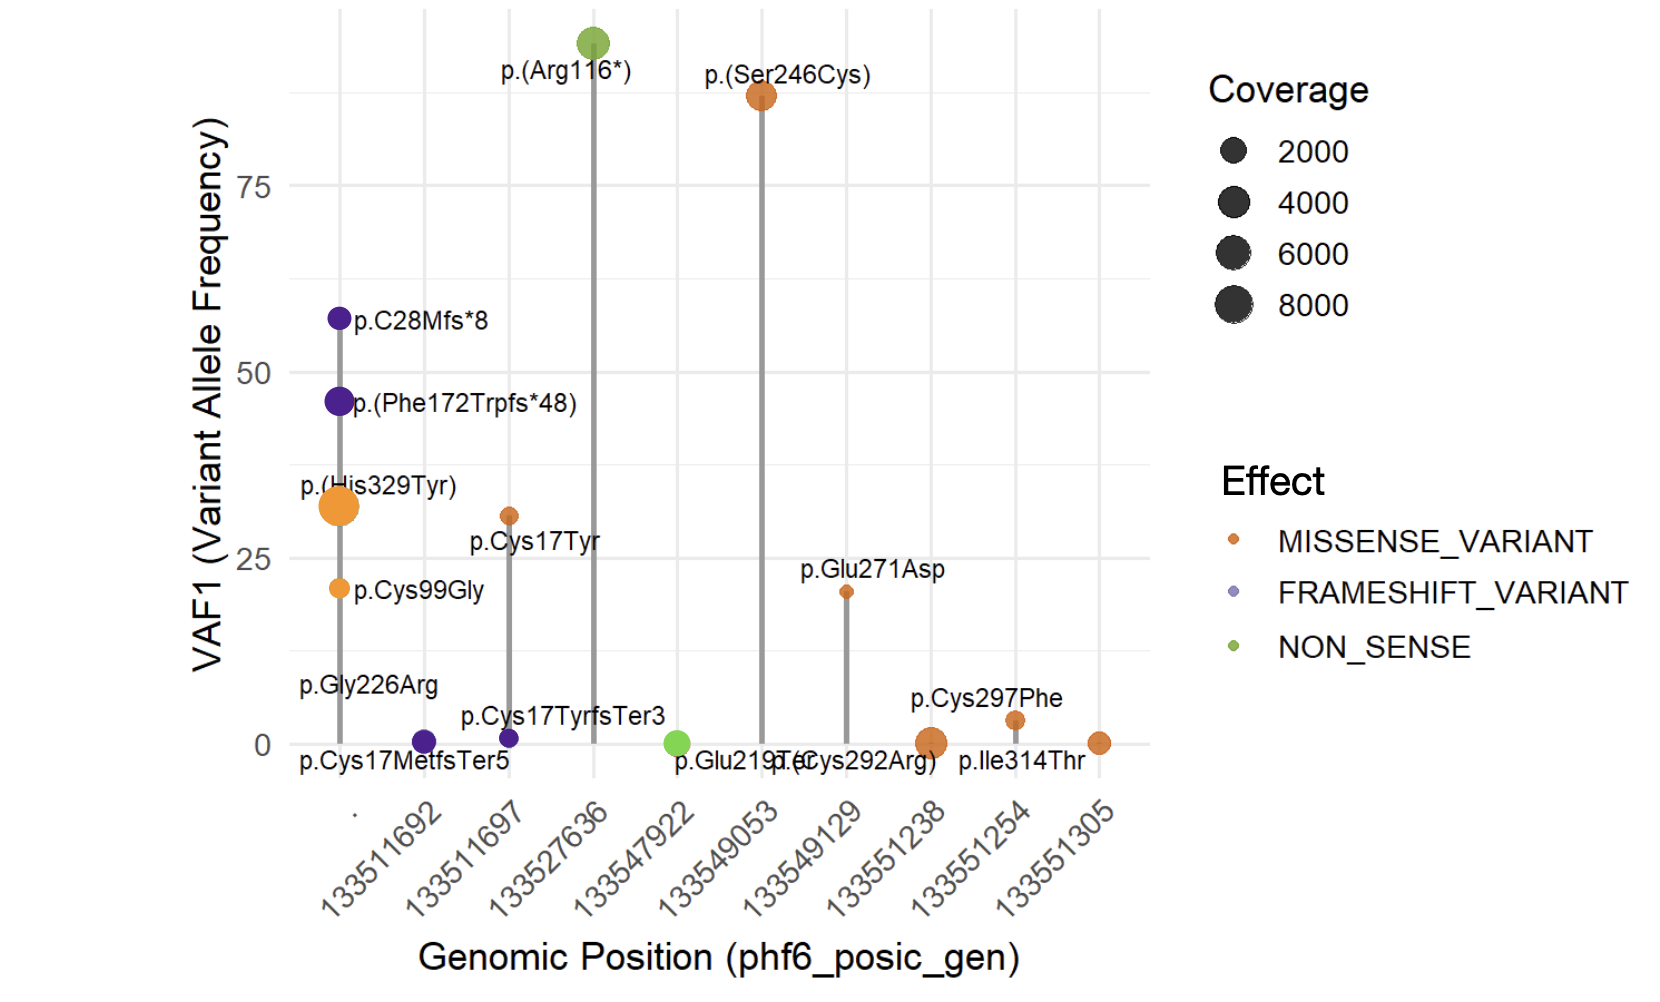 p.(Arg116*)
p.(Ser246Cys)
p.C28Mfs*8
p.(Phe172Trpfs*48)
p.(His329Tyr)
p.Cys17Tyr
p.Cys99Gly
p.Glu271Asp
p.Gly226Arg
p.Cys17TyrfsTer3
p.Cys297Phe
p.Cys17MetfsTer5
p.Glu219Ter
p.(Cys292Arg)
p.Ile314Thr
VAF1 (Variant Allele Frequency)
75
50
25
0
.
133511692
133511697
133527636
133547922
133549053
133549129
133551238
133551254
133551305
Genomic Position (phf6_posic_gen)
Coverage
2000
4000
6000
8000
Effect
MISSENSE_VARIANT
FRAMESHIFT_VARIANT
NON_SENSE